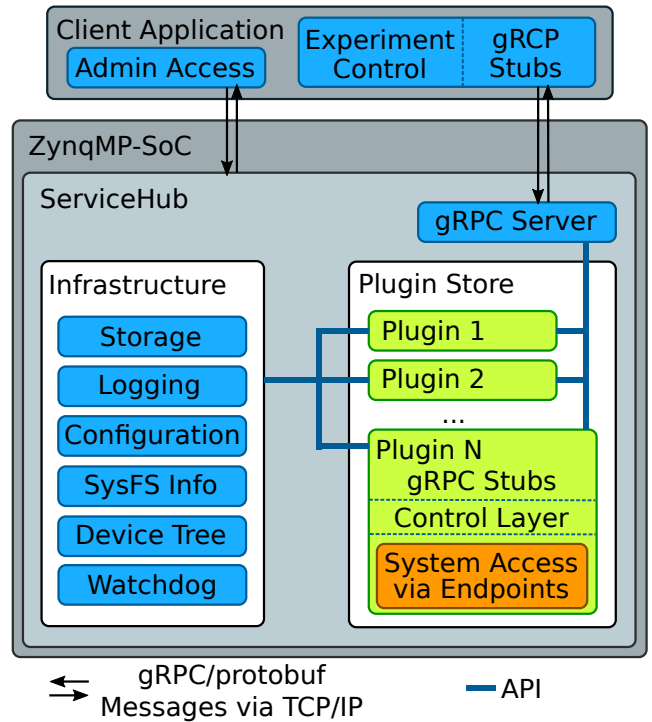 Client Application
Admin Access
Experiment
Control
gRCP
Stubs
ZynqMP-SoC
ServiceHub
gRPC Server
Infrastructure
Storage
Logging
Configuration
SysFS Info
Device Tree
Watchdog
Plugin Store
Plugin 1
Plugin 2
...
Plugin N
gRPC Stubs
Control Layer
System Access
via Endpoints
gRPC/protobuf
Messages via TCP/IP
API